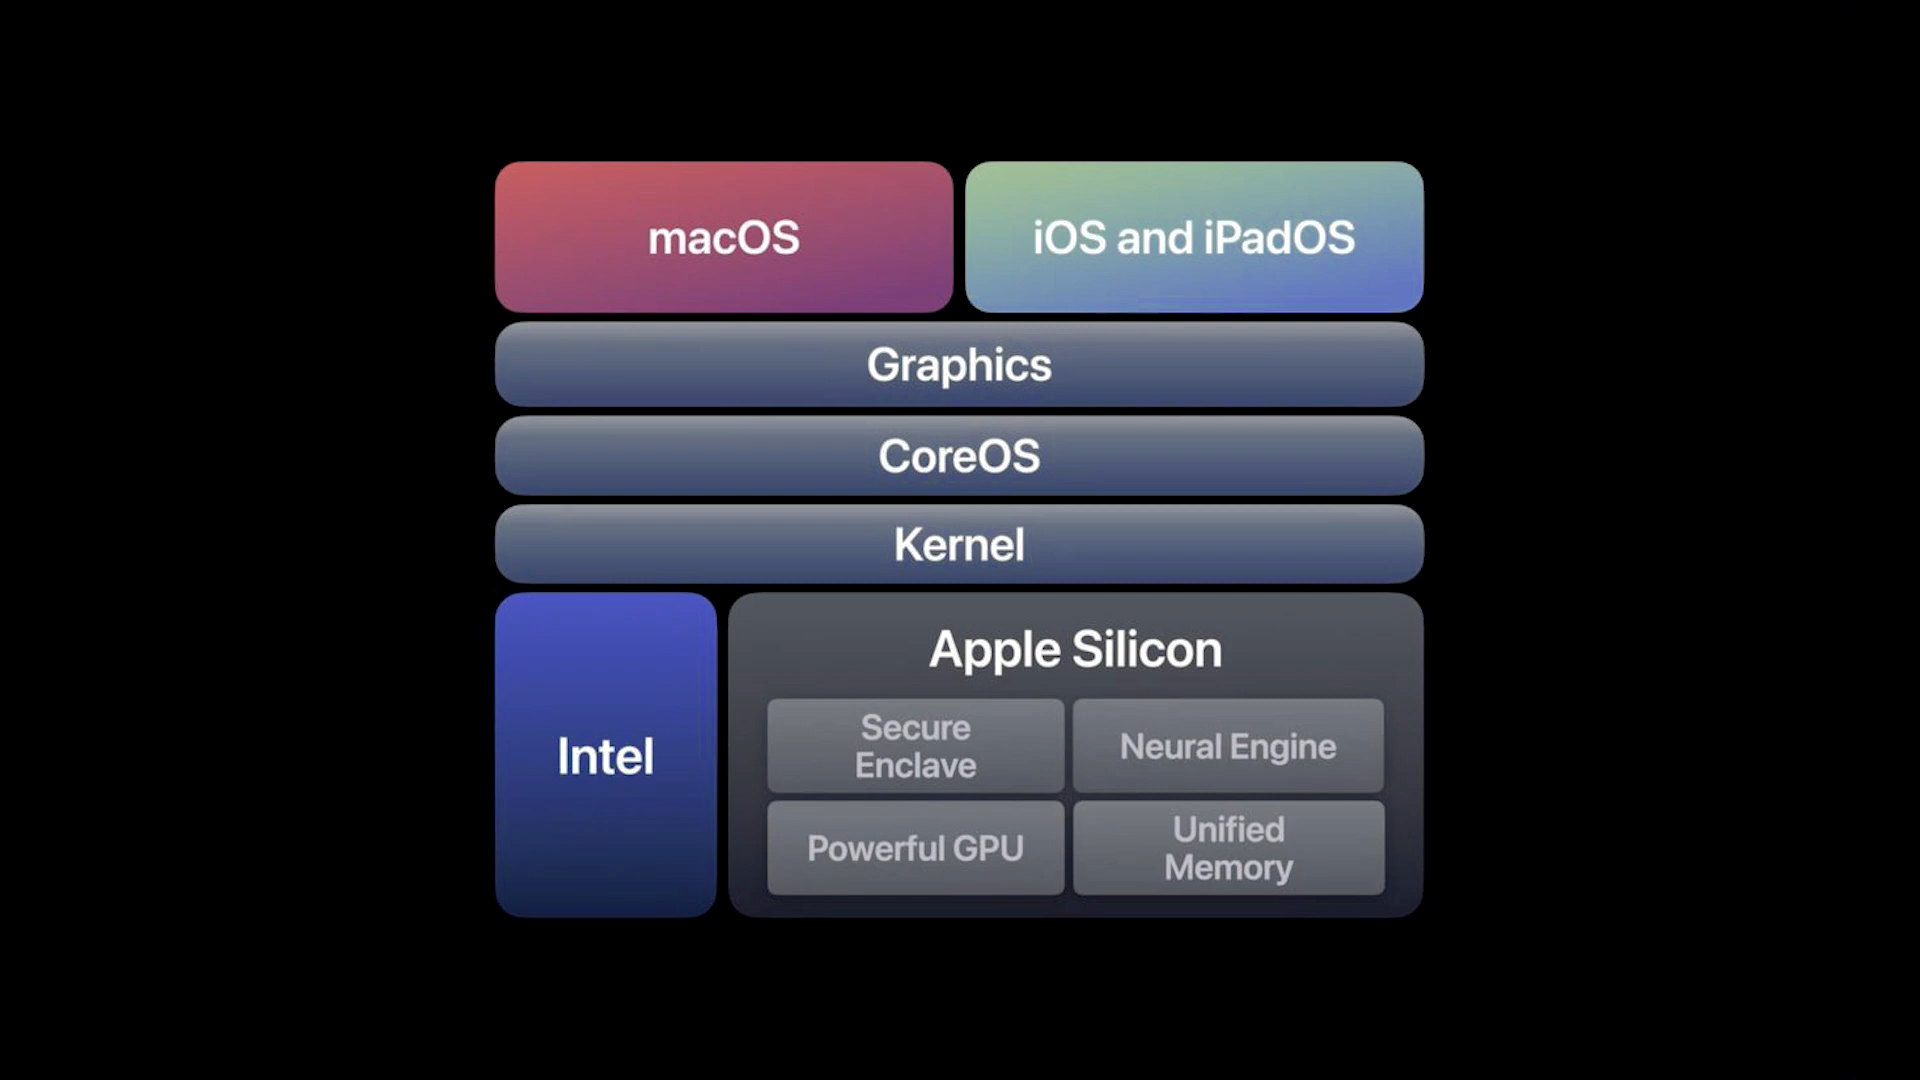 macOS
iOS and iPadOS
Graphics
CoreOS
Kernel
Intel
Apple Silicon
Secure
Enclave
Neural Engine
Powerful GPU
Unified
Memory